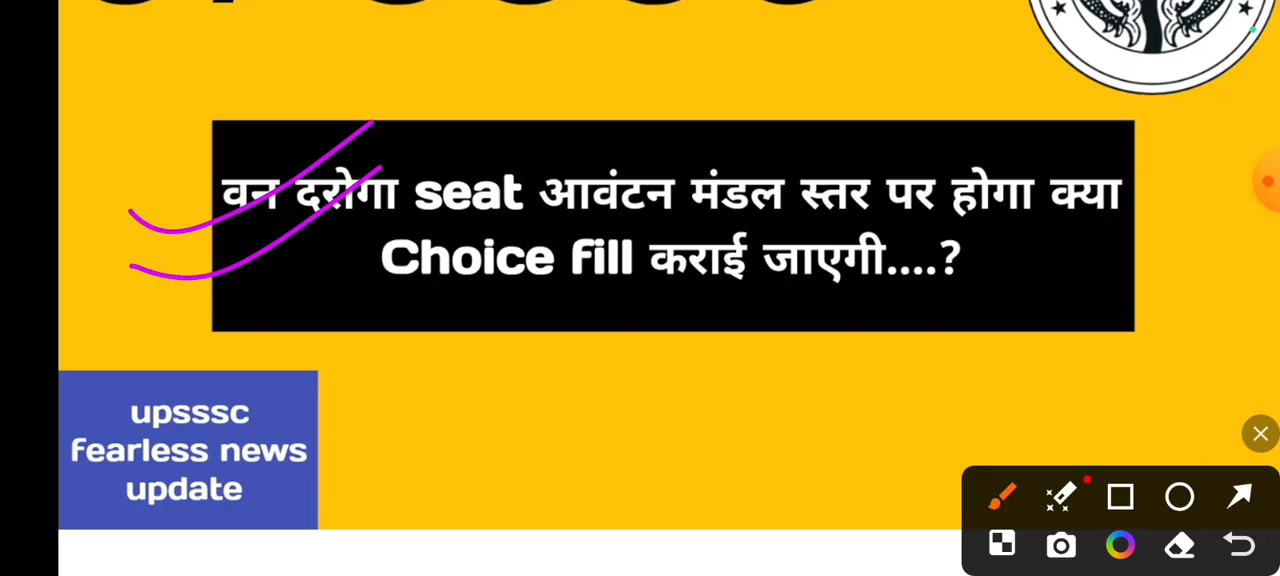 वन दरोगा seat आवंटन मंडल स्तर पर होगा क्या
Choice fill कराई जाएगी....?
upsssc
fearless news
update